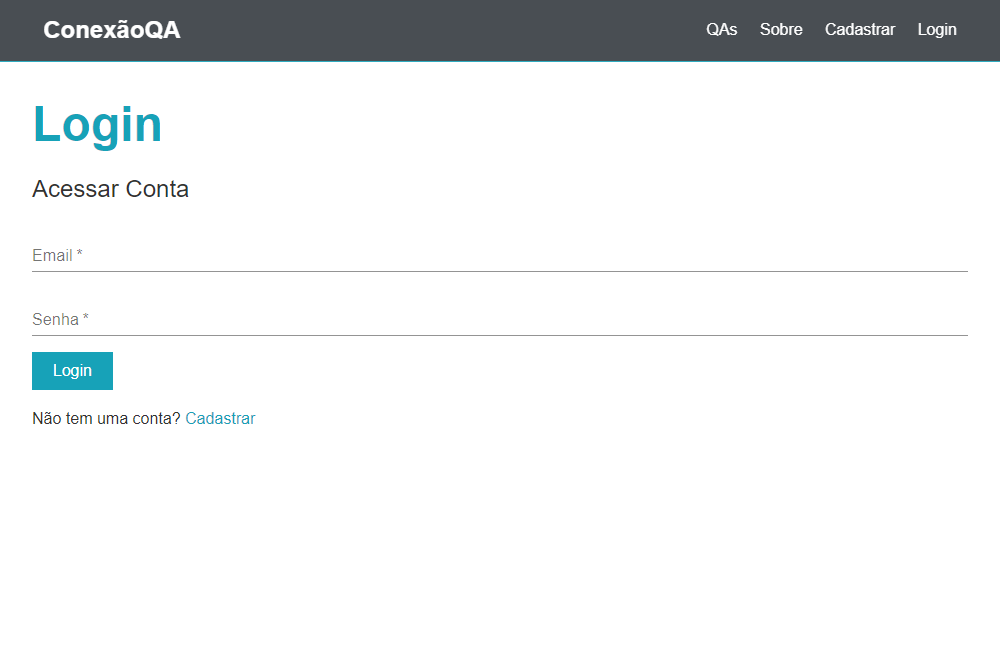 ConexãoQA
QAs Sobre Cadastrar Login
Login
Acessar Conta
Email *
Senha *
Login
Não tem uma conta? Cadastrar